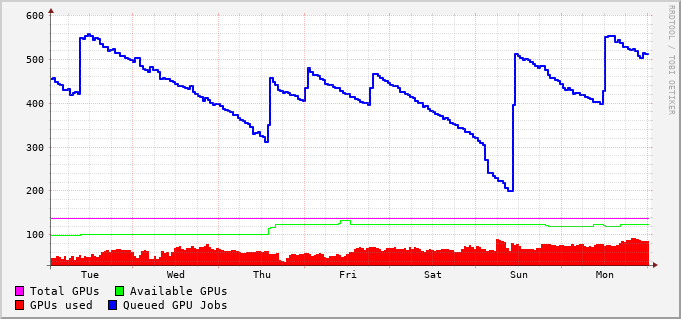 600
500
400
300
200
100
Tue Wed Thu Fri Sat Sun Mon
Total GPUs Available GPUs
GPUs used Queued GPU Jobs
RRDTOOL / TOBI OETIKER